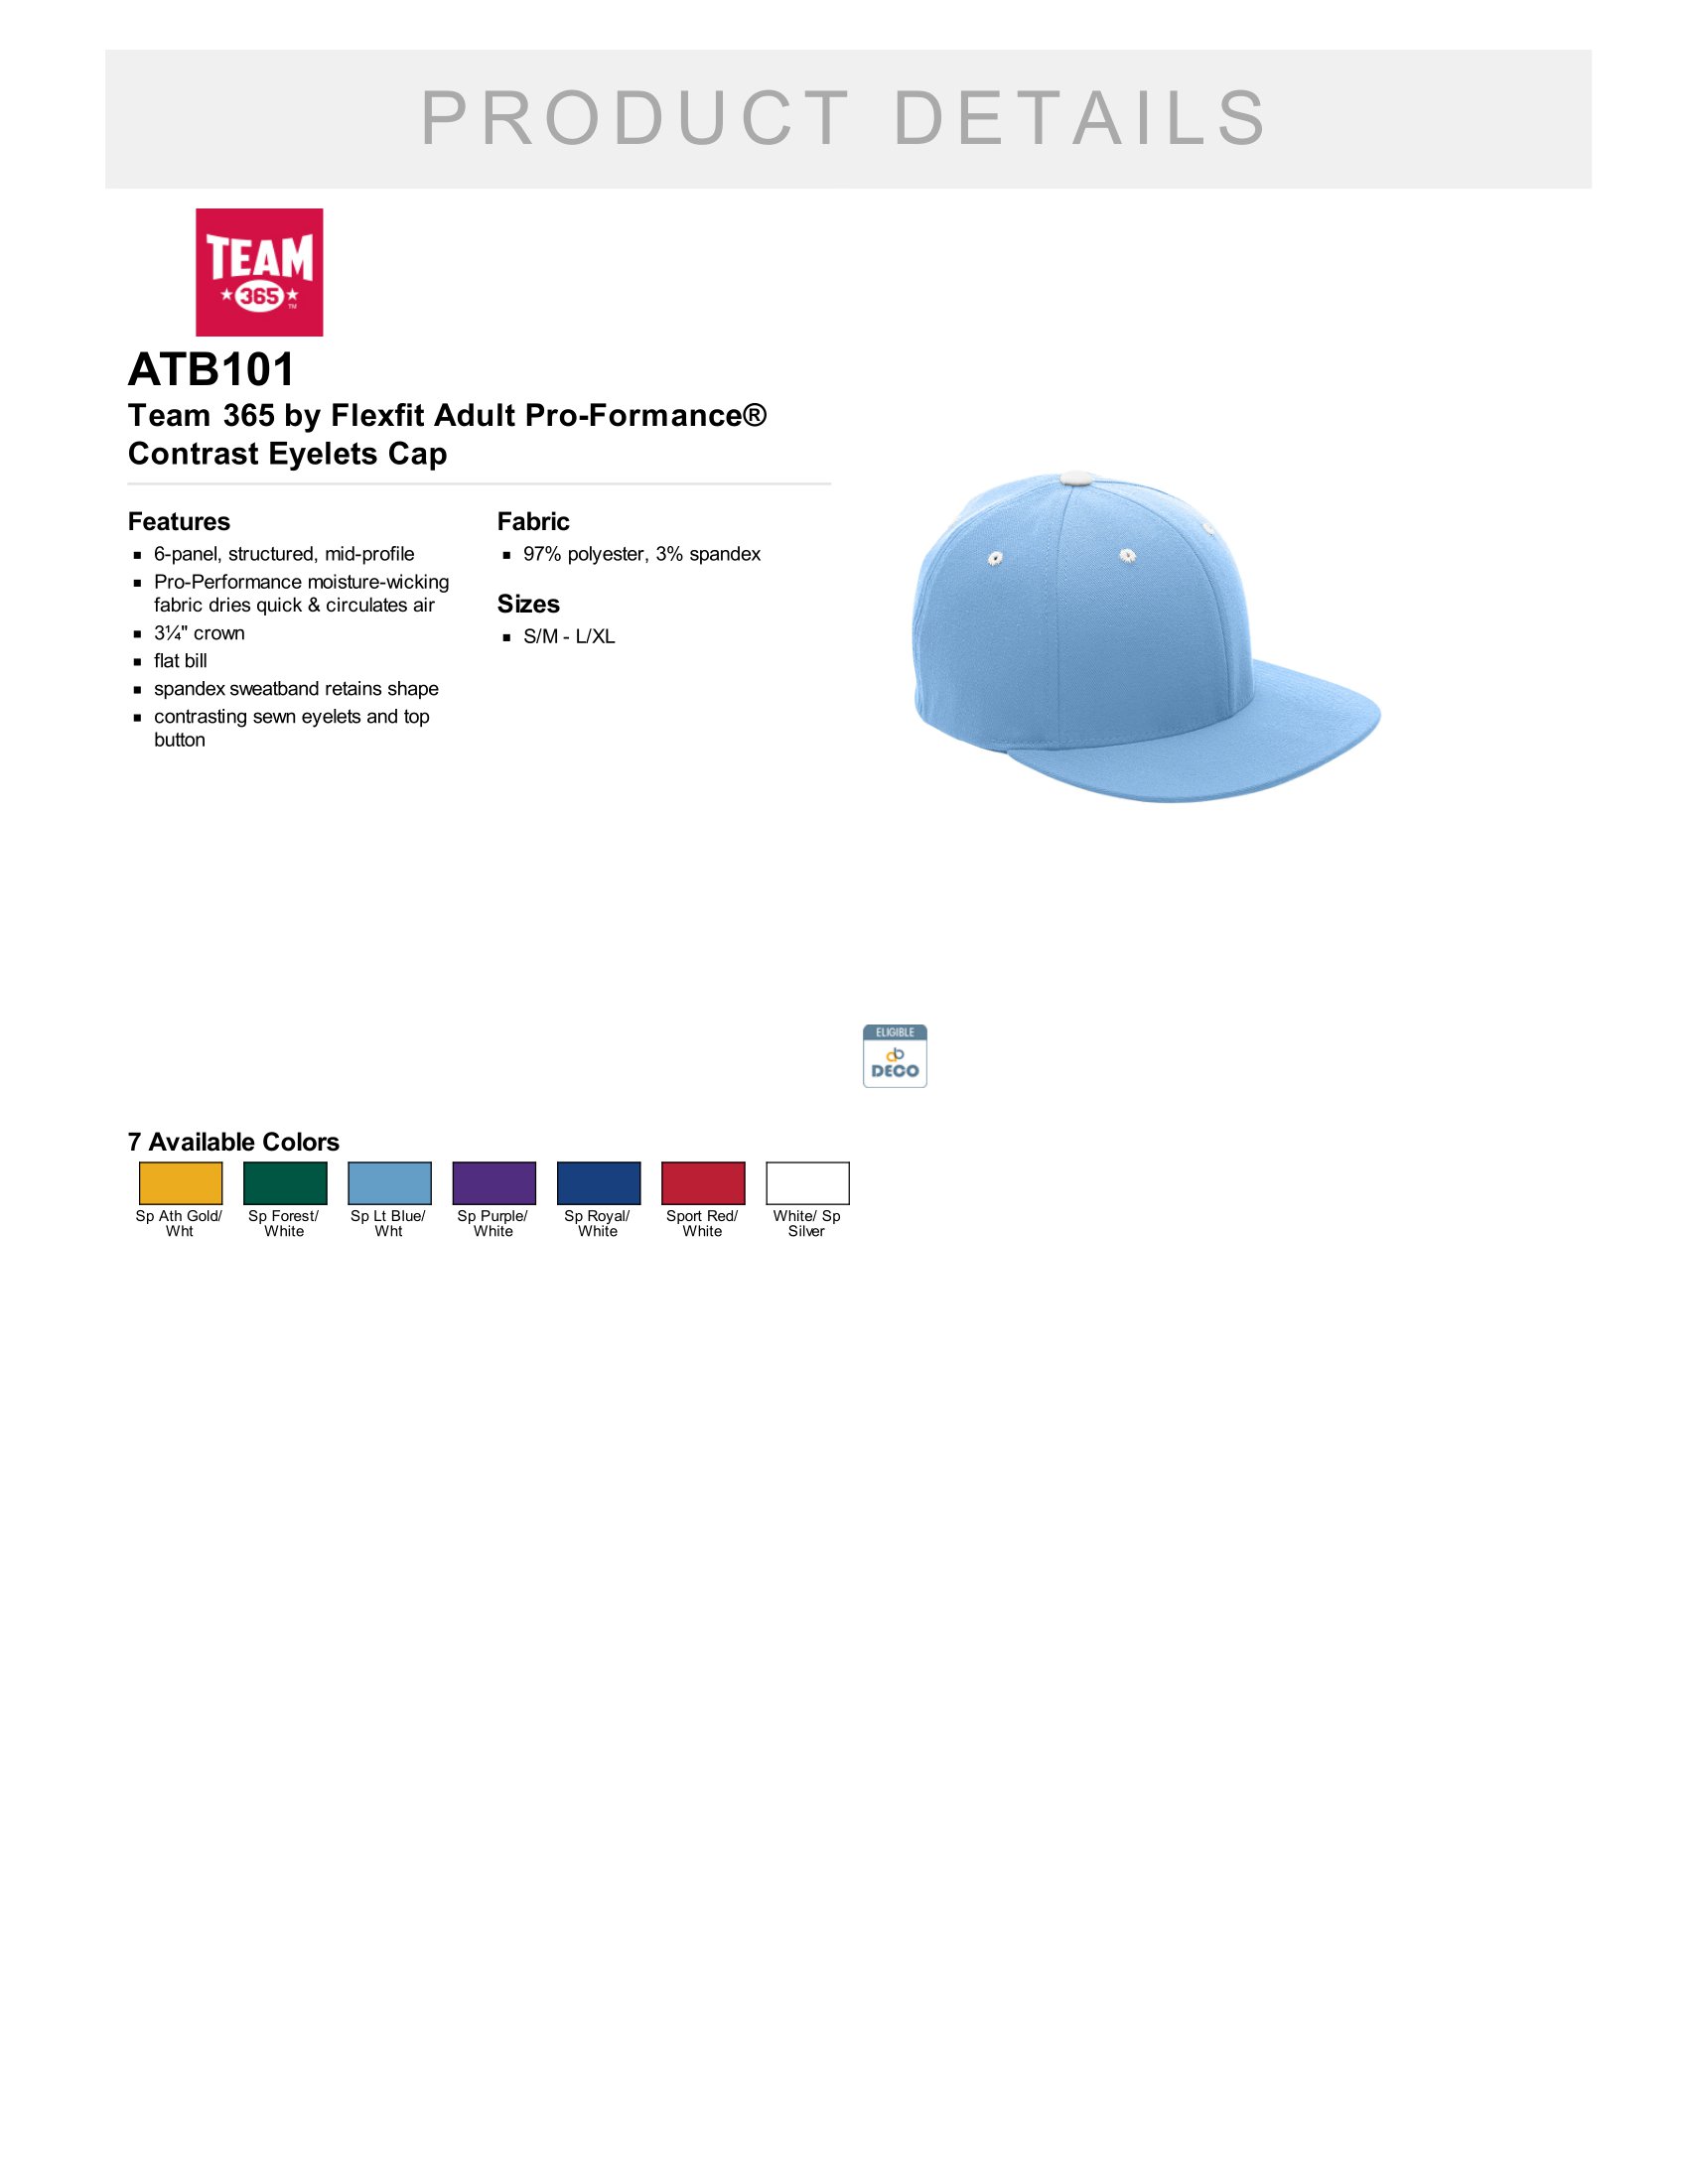 PRODUCT DETAILS
TEAM
365
TM
ATB101
Team 365 by Flexfit Adult Pro-Formance®
Contrast Eyelets Cap
Features
6-panel, structured, mid-profile
Pro-Performance moisture-wicking
fabric dries quick & circulates air
3¼" crown
flat bill
spandex sweatband retains shape
contrasting sewn eyelets and top
button
Fabric
97% polyester, 3% spandex
Sizes
S/M - L/XL
ELIGIBLE
ab
DECO
7 Available Colors
Sp Ath Gold/
Wht
Sp Forest/
White
Sp Lt Blue/
Wht
Sp Purple/
White
Sp Royal/
White
Sport Red/
White
White/ Sp
Silver